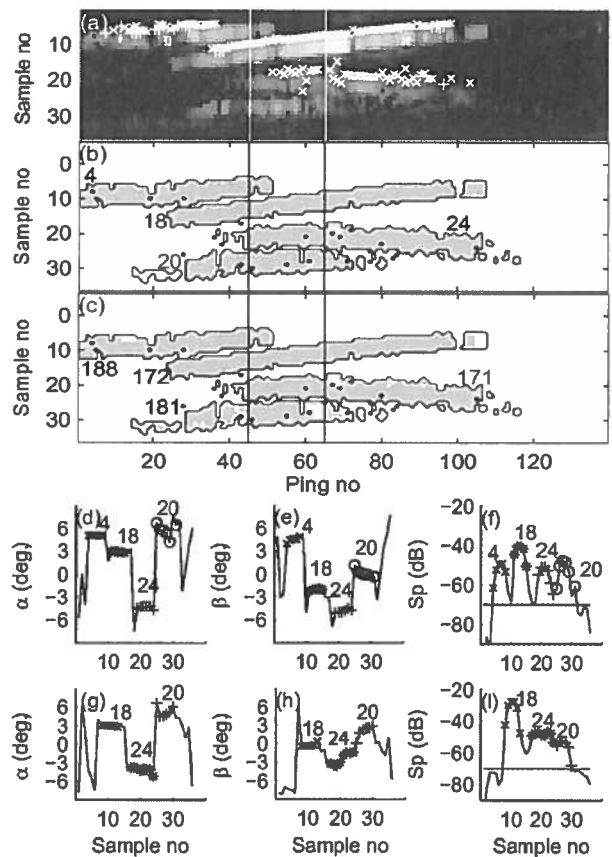 (a)
Sample no
10
20
30
(b)
Sample no
0
10
20
30
4
18
20
24
(c)
Sample no
0
10
20
30
188
172
181
171
20 40 60 80 100 120
Ping no
(d)
α (deg)
6
3
0
−3
−6
4
18
24
20
10 20 30
(e)
β (deg)
6
3
0
−3
−6
4
18
24
20
10 20 30
(f)
Sp (dB)
−20
−40
−60
−80
4
18
24
20
10 20 30
(g)
α (deg)
6
3
0
−3
−6
18
24
20
10 20 30
Sample no
(h)
β (deg)
6
3
0
−3
−6
18
24
20
10 20 30
Sample no
(I)
Sp (dB)
−20
−40
−60
−80
18
24
20
10 20 30
Sample no